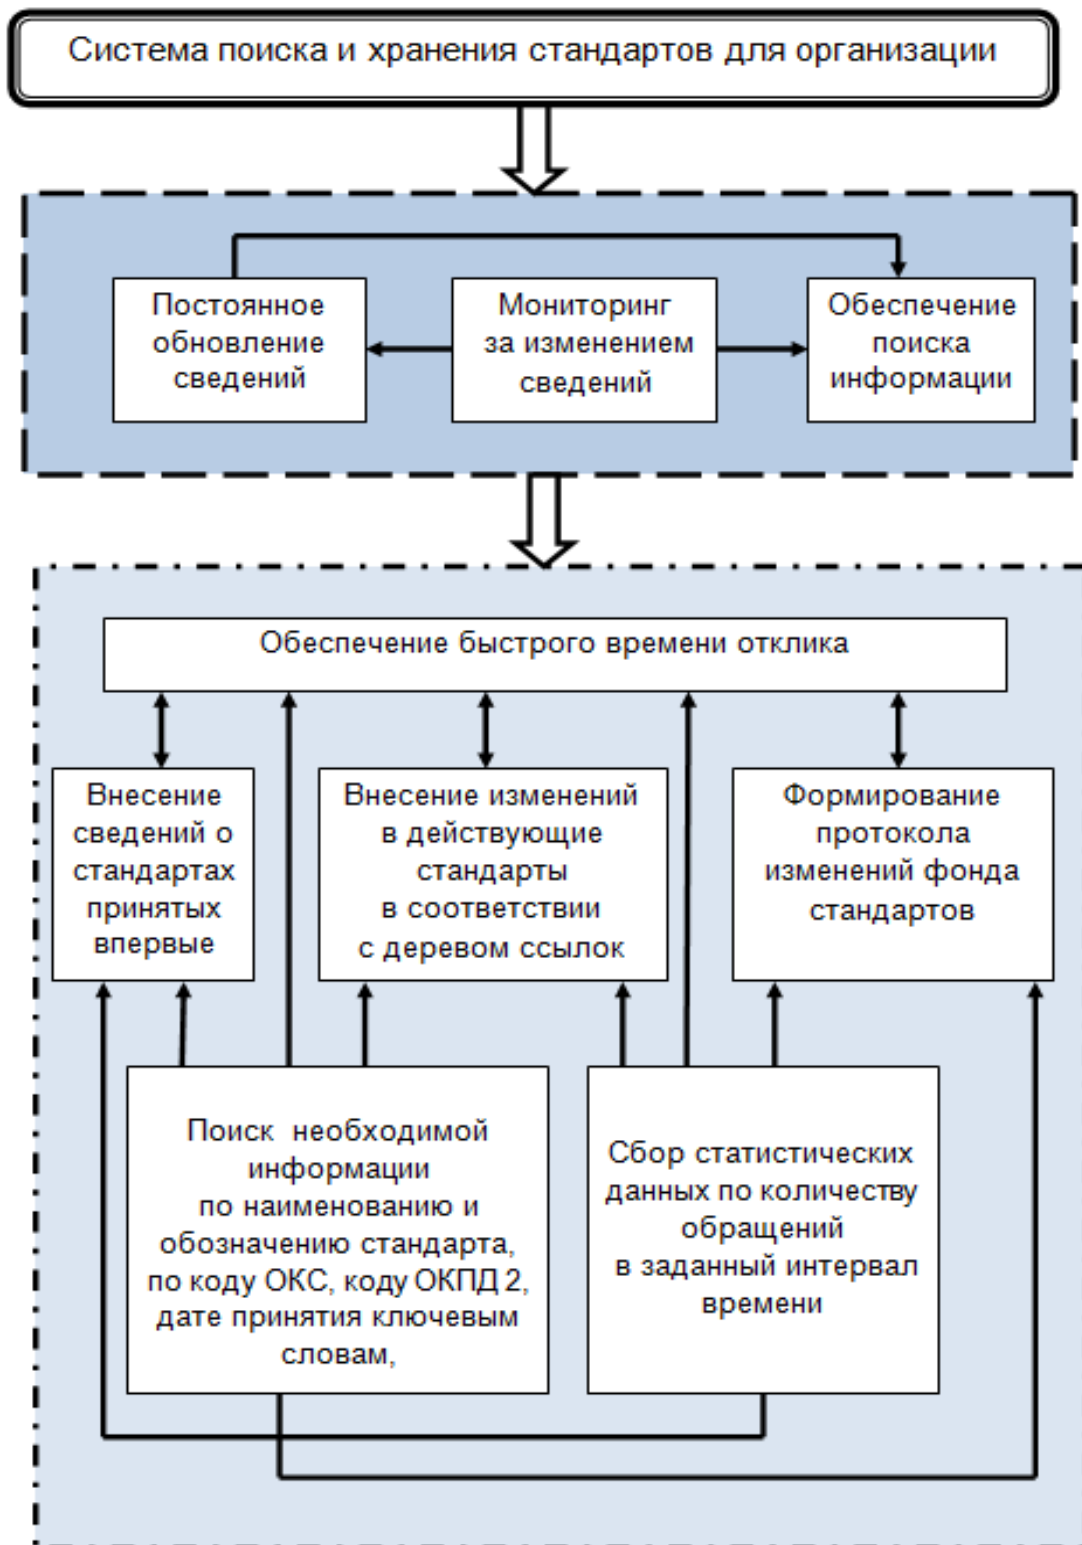 Система поиска и хранения стандартов для организации
Постоянное
обновление
сведений
Мониторинг
за изменением
сведений
Обеспечение
поиска
информации
Обеспечение быстрого времени отклика
Внесение
сведений о
стандартах
принятых
впервые
Внесение изменений
в действующие
стандарты
в соответствии
с деревом ссылок
Формирование
протокола
изменений фонда
стандартов
Поиск необходимой
информации
по наименованию и
обозначению стандарта,
по коду ОКС, коду ОКПД 2,
дате принятия ключевым
словам,
Сбор статистических
данных по количеству
обращений
в заданный интервал
времени